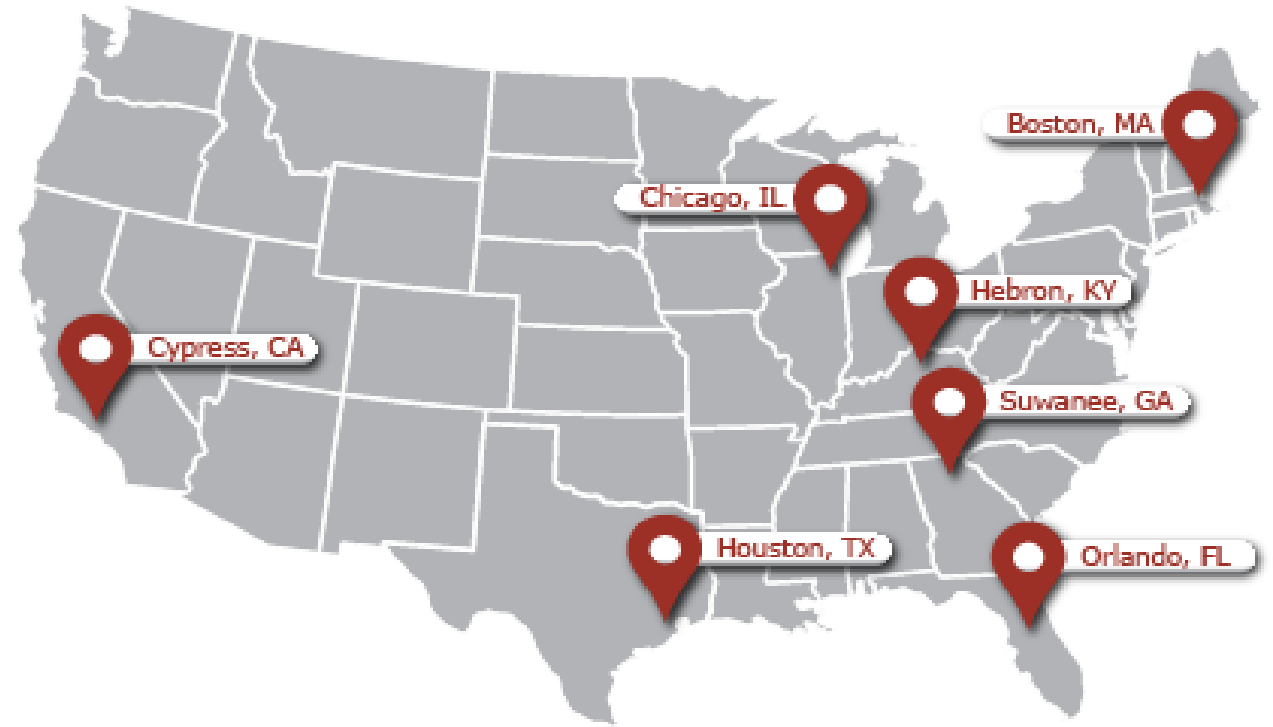 Boston, MA
Chicago, IL
Hebron, KY
Cypress, CA
Suwanee, GA
Houston, TX
Orlando, FL